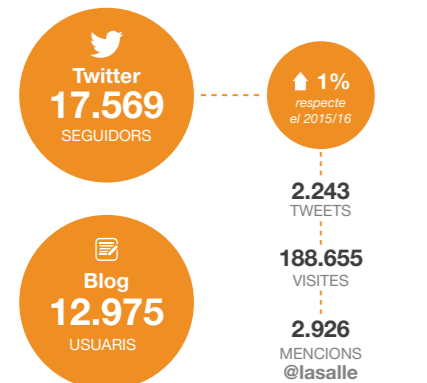 Twitter
17.569
SEGUIDORS
1%
respecte
el 2015/16
2.243
TWEETS
188.655
VISITES
2.926
MENCIONS
@lasalle
Blog
12.975
USUARIS